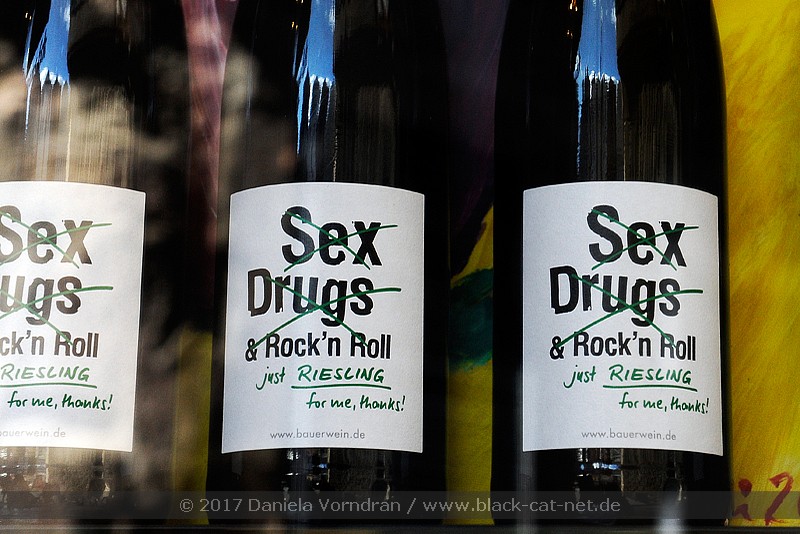 Sex
Drugs
& Rock'n Roll
just RIESLING
for me, thanks!
www.bauerwein.de
Sex
Drugs
& Rock'n Roll
just RIESLING
for me, thanks!
www.bauerwein.de
Sex
ugs
ck'n Roll
RIESLING
for me, thanks!
bauerwein.de
© 2017 Daniela Vorndran / www.black-cat-net.de